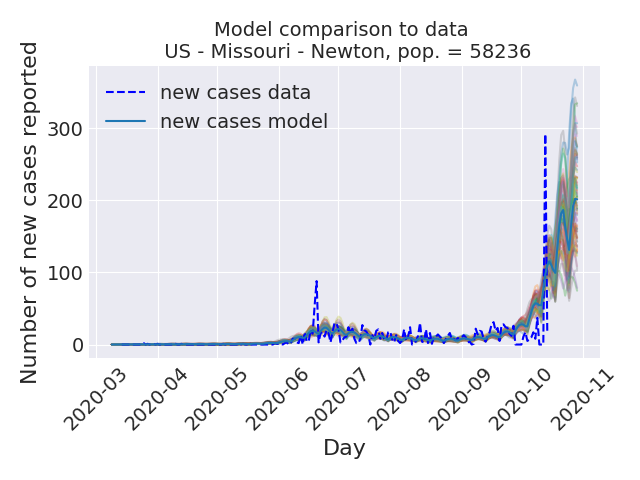 Model comparison to data
US - Missouri - Newton, pop. = 58236
Number of new cases reported
new cases data
new cases model
300
200
100
0
2020-03
2020-04
2020-05
2020-06
2020-07
2020-08
2020-09
2020-10
2020-11
Day